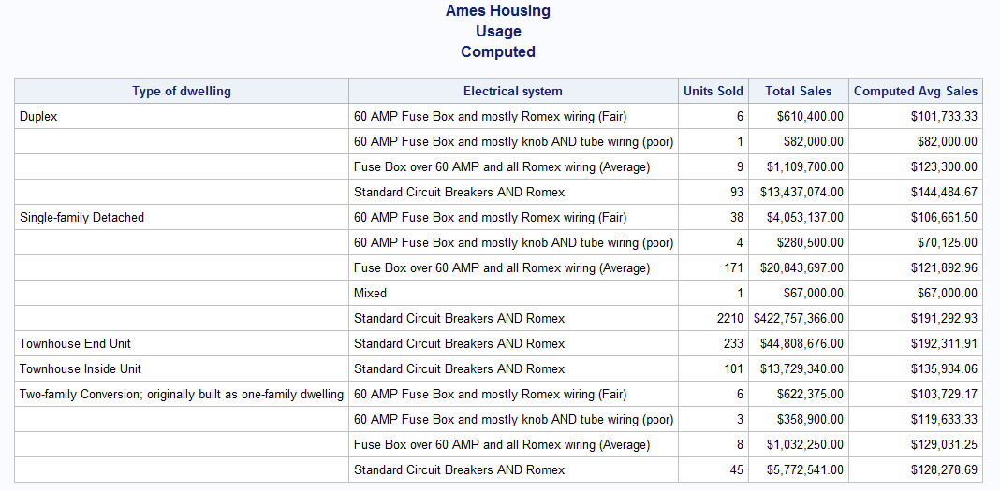 Ames Housing
Usage
Computed
Type of dwelling Electrical system Units Sold Total Sales Computed Avg Sales
Duplex 60 AMP Fuse Box and mostly Romex wiring (Fair) 6 $610,400.00 $101,733.33
60 AMP Fuse Box and mostly knob AND tube wiring (poor) 1 $82,000.00 $82,000.00
Fuse Box over 60 AMP and all Romex wiring (Average) 9 $1,109,700.00 $123,300.00
Standard Circuit Breakers AND Romex 93 $13,437,074.00 $144,484.67
Single-family Detached 60 AMP Fuse Box and mostly Romex wiring (Fair) 38 $4,053,137.00 $106,661.50
60 AMP Fuse Box and mostly knob AND tube wiring (poor) 4 $280,500.00 $70,125.00
Fuse Box over 60 AMP and all Romex wiring (Average) 171 $20,843,697.00 $121,892.96
Mixed 1 $67,000.00 $67,000.00
Standard Circuit Breakers AND Romex 2210 $422,757,366.00 $191,292.93
Townhouse End Unit Standard Circuit Breakers AND Romex 233 $44,808,676.00 $192,311.91
Townhouse Inside Unit Standard Circuit Breakers AND Romex 101 $13,729,340.00 $135,934.06
Two-family Conversion; originally built as one-family dwelling 60 AMP Fuse Box and mostly Romex wiring (Fair) 6 $622,375.00 $103,729.17
60 AMP Fuse Box and mostly knob AND tube wiring (poor) 3 $358,900.00 $119,633.33
Fuse Box over 60 AMP and all Romex wiring (Average) 8 $1,032,250.00 $129,031.25
Standard Circuit Breakers AND Romex 45 $5,772,541.00 $128,278.69